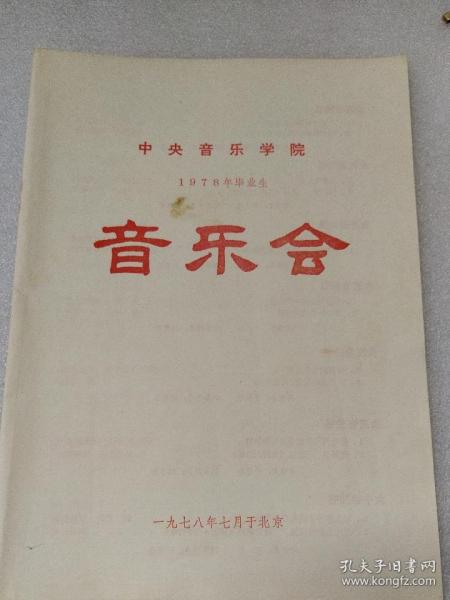 中央音乐学院
1978年毕业生
音乐会
一九七八年七月于北京
孔夫子旧书网
www.kongfz.com